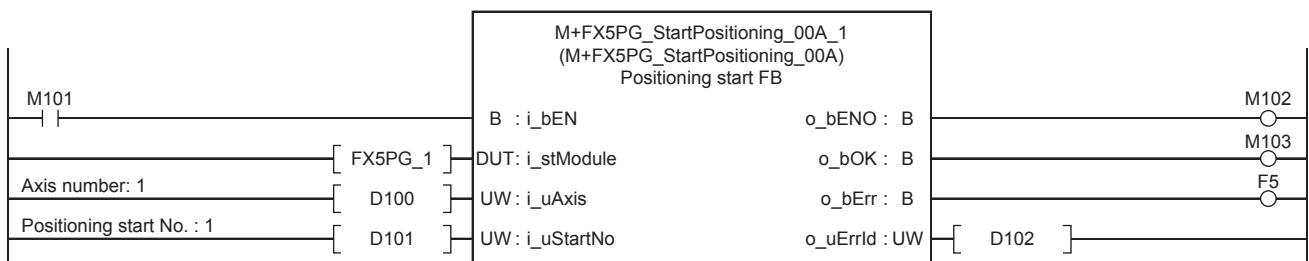 M+FX5PG_StartPositioning_00A_1
(M+FX5PG_StartPositioning_00A)
Positioning start FB
M101
B : i_bEN
o_bENO : B
M102
FX5PG_1
DUT: i_stModule
o_bOK : B
M103
Axis number: 1
D100
UW : i_uAxis
o_bErr : B
F5
Positioning start No. : 1
D101
UW : i_uStartNo
o_uErrId : UW
D102